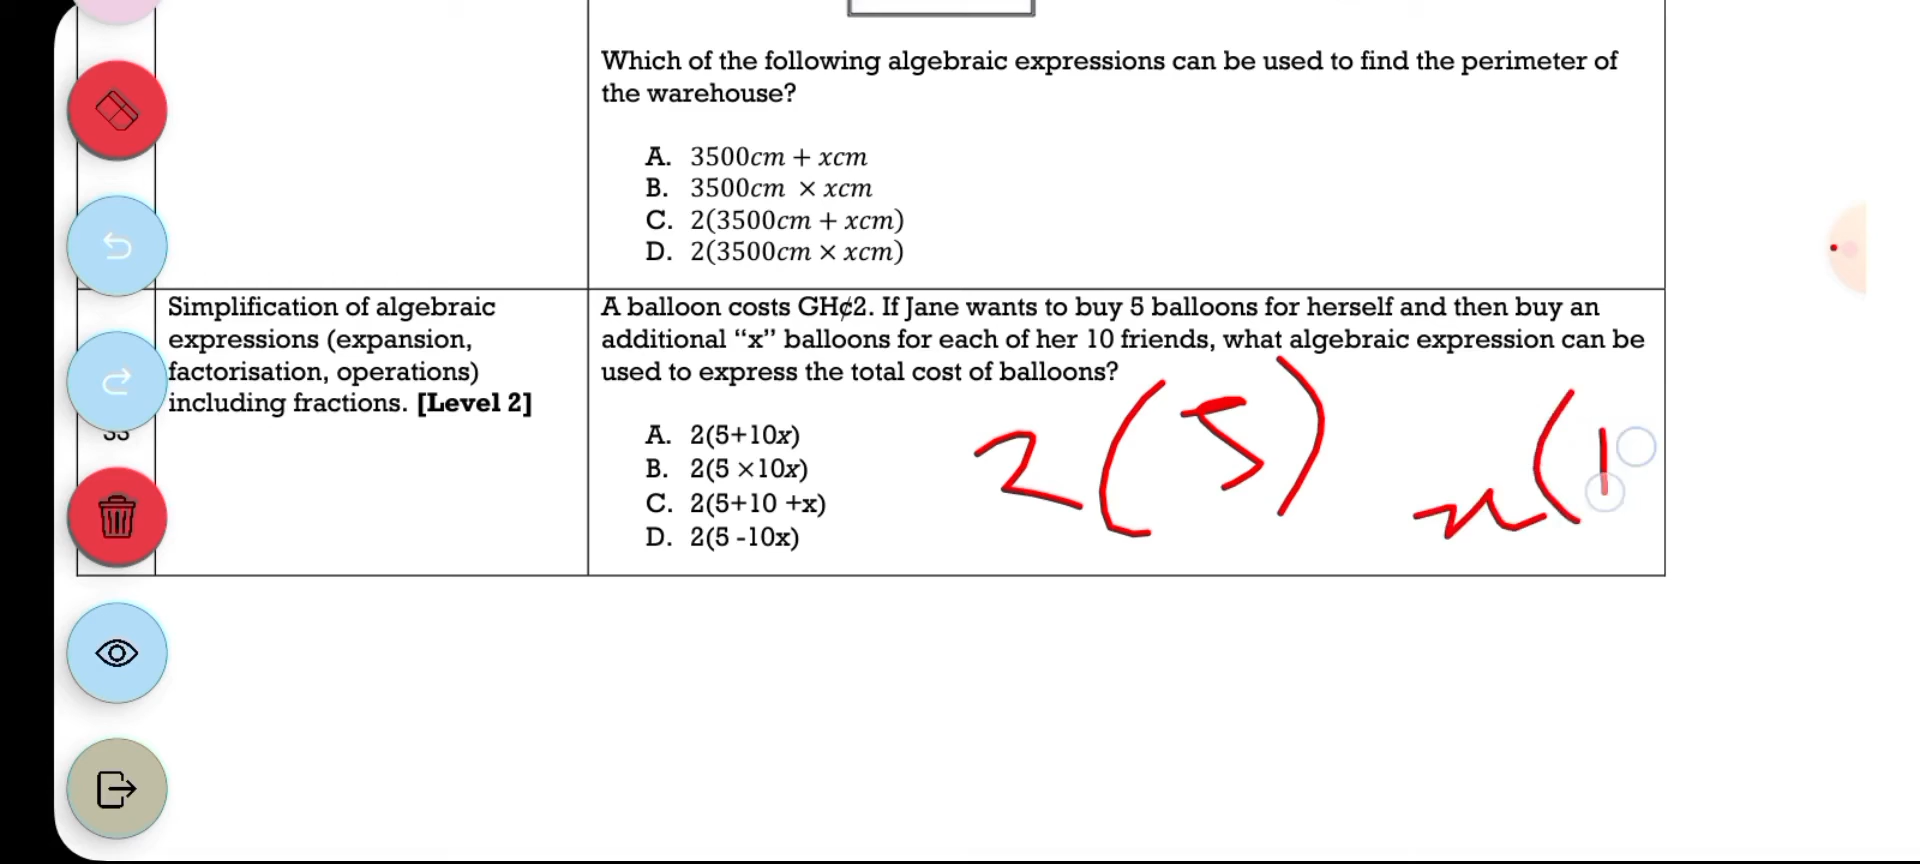 Which of the following algebraic expressions can be used to find the perimeter of
the warehouse?
A. 3500cm + xcm
B. 3500cm × xcm
C. 2(3500cm + xcm)
D. 2(3500cm × xcm)
Simplification of algebraic
expressions (expansion,
factorisation, operations)
including fractions. [Level 2]
A balloon costs GH¢2. If Jane wants to buy 5 balloons for herself and then buy an
additional “x” balloons for each of her 10 friends, what algebraic expression can be
used to express the total cost of balloons?
A. 2(5+10x)
B. 2(5 ×10x)
C. 2(5+10 +x)
D. 2(5 -10x)
2(5) x(1